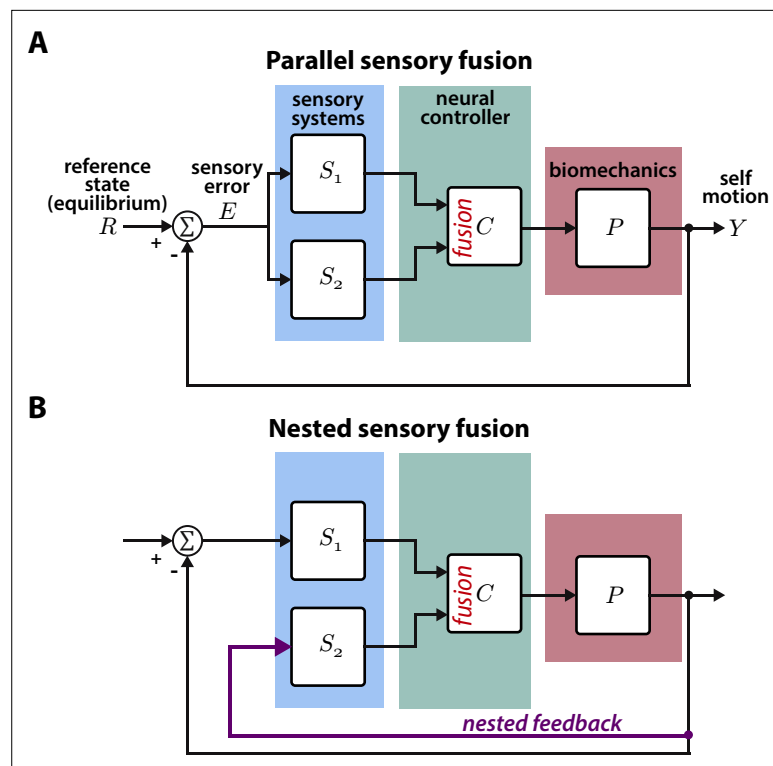 A
Parallel sensory fusion
sensory
systems
neural
controller
reference
state
(equilibrium)
R
sensory
error
E
biomechanics
self
motion
Y
Σ
+
-
S₁
S₂
fusion
C
P
B
Nested sensory fusion
Σ
+
-
S₁
S₂
fusion
C
P
nested feedback